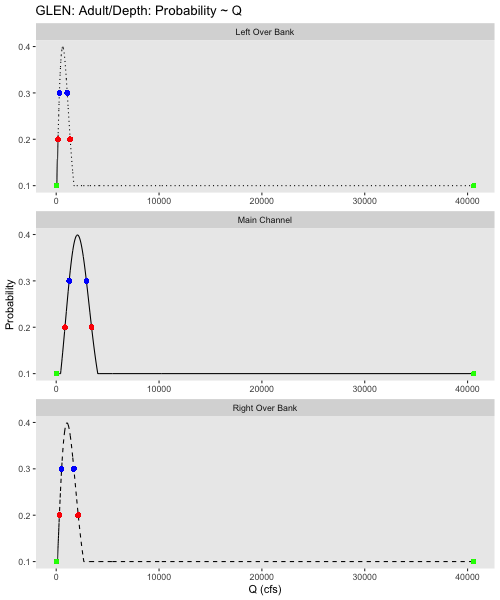 GLEN: Adult/Depth: Probability ~ Q
Left Over Bank
0.4
0.3
0.2
0.1
0 10000 20000 30000 40000
Main Channel
0.4
0.3
0.2
0.1
0 10000 20000 30000 40000
Right Over Bank
0.4
0.3
0.2
0.1
0 10000 20000 30000 40000
Probability
Q (cfs)